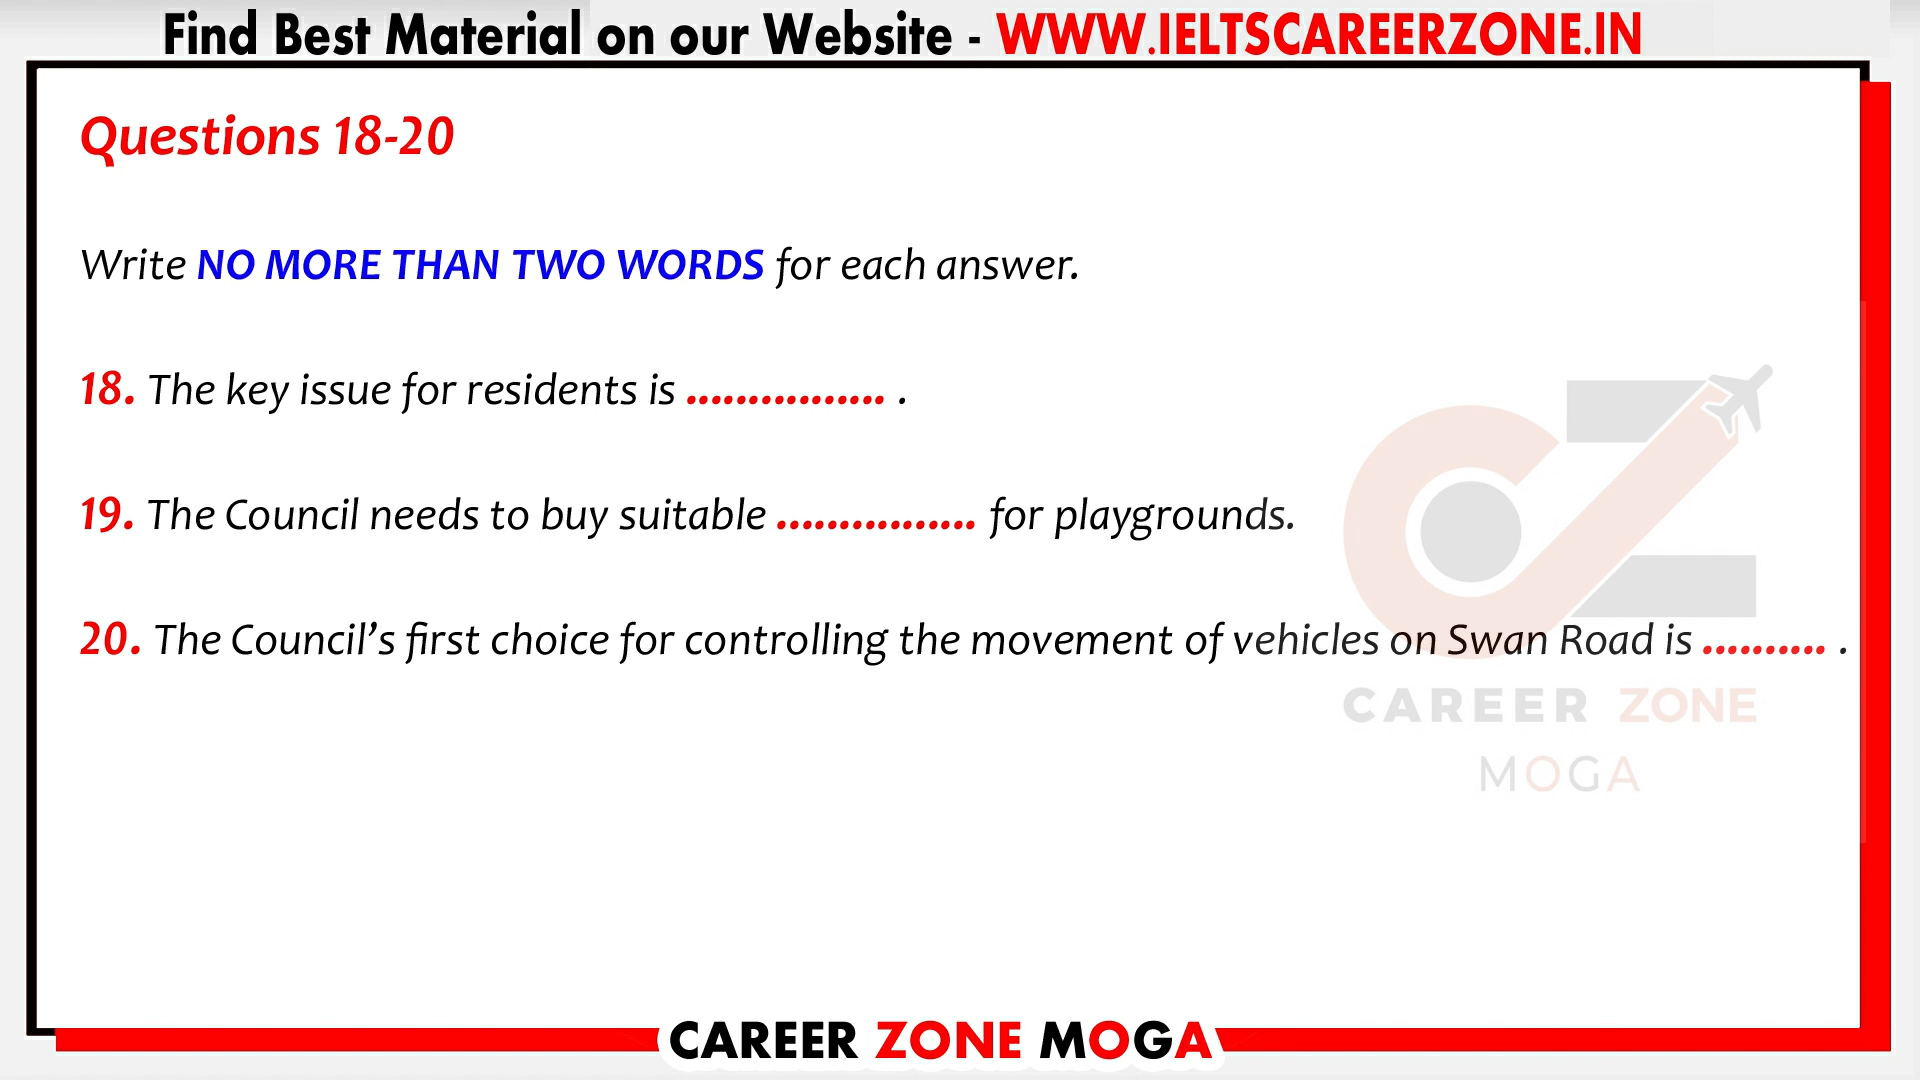 Find Best Material on our Website - WWW.IELTSCAREERZONE.IN
Questions 18-20
Write NO MORE THAN TWO WORDS for each answer.
18. The key issue for residents is ................ .
19. The Council needs to buy suitable ................ for playgrounds.
20. The Council’s first choice for controlling the movement of vehicles on Swan Road is .......... .
CAREER ZONE
MOGA
CAREER ZONE MOGA